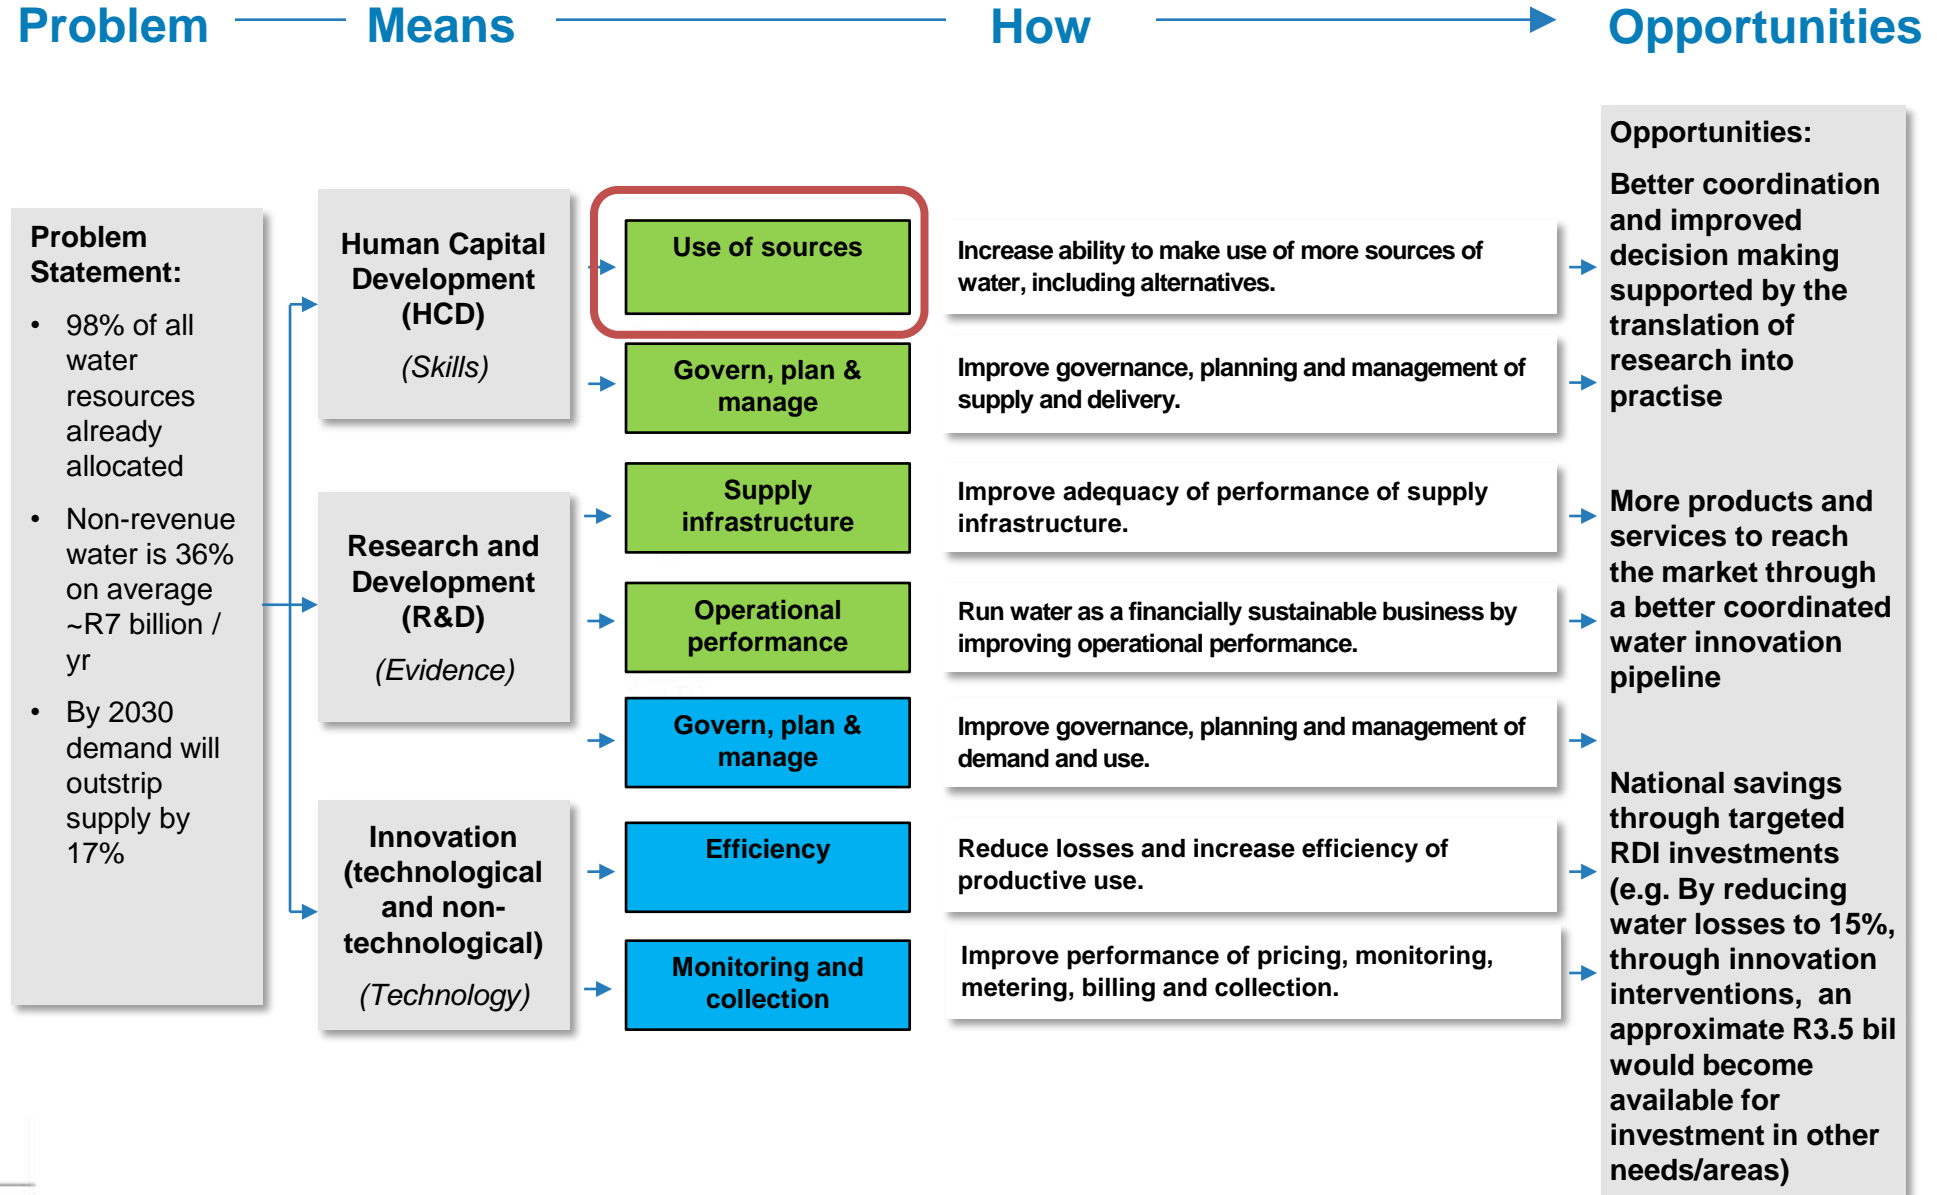 Problem
Means
How
Opportunities
Problem
Statement:
• 98% of all
water
resources
already
allocated
• Non-revenue
water is 36%
on average
~R7 billion /
yr
• By 2030
demand will
outstrip
supply by
17%
Human Capital
Development
(HCD)
(Skills)
Research and
Development
(R&D)
(Evidence)
Innovation
(technological
and non-
technological)
(Technology)
Use of sources
Increase ability to make use of more sources of
water, including alternatives.
Govern, plan &
manage
Improve governance, planning and management of
supply and delivery.
Supply
infrastructure
Improve adequacy of performance of supply
infrastructure.
Operational
performance
Run water as a financially sustainable business by
improving operational performance.
Govern, plan &
manage
Improve governance, planning and management of
demand and use.
Efficiency
Reduce losses and increase efficiency of
productive use.
Monitoring and
collection
Improve performance of pricing, monitoring,
metering, billing and collection.
Opportunities:
Better coordination
and improved
decision making
supported by the
translation of
research into
practise
More products and
services to reach
the market through
a better coordinated
water innovation
pipeline
National savings
through targeted
RDI investments
(e.g. By reducing
water losses to 15%,
through innovation
interventions, an
approximate R3.5 bil
would become
available for
investment in other
needs/areas)